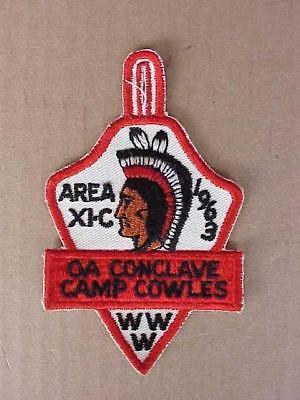 AREA
XI-C
1963
OA CONCLAVE
CAMP COWLES
WW
W